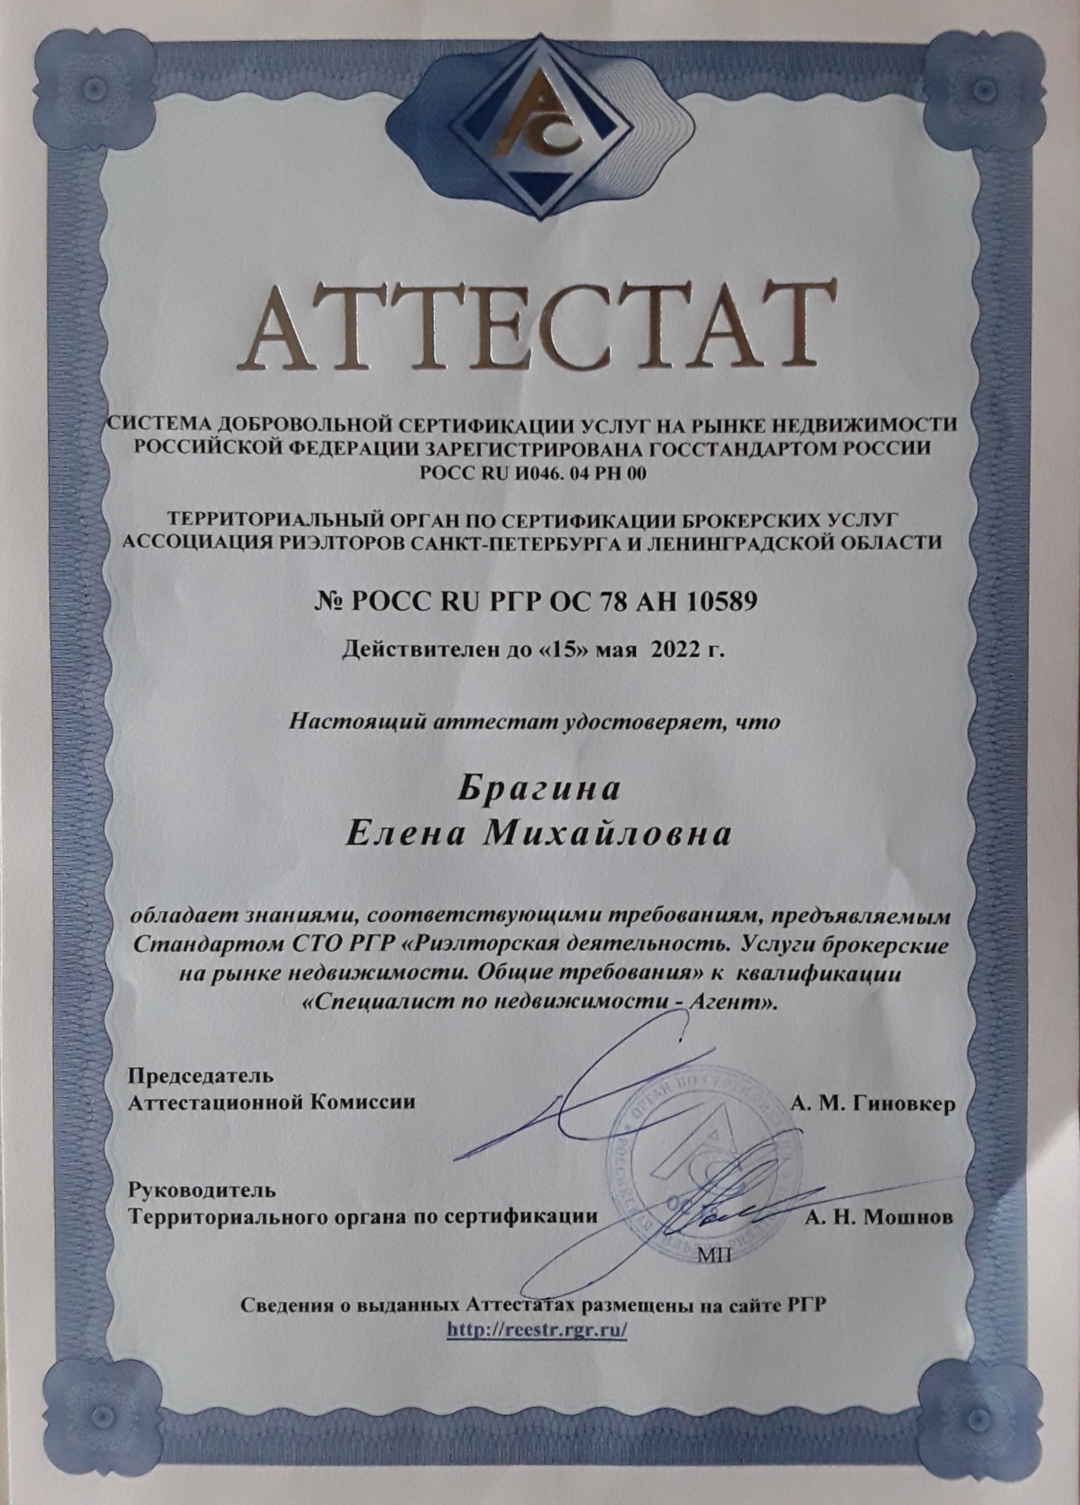 АС
АТТЕСТАТ
СИСТЕМА ДОБРОВОЛЬНОЙ СЕРТИФИКАЦИИ УСЛУГ НА РЫНКЕ НЕДВИЖИМОСТИ
РОССИЙСКОЙ ФЕДЕРАЦИИ ЗАРЕГИСТРИРОВАНА ГОССТАНДАРТОМ РОССИИ
РОСС RU И046. 04 РН 00
ТЕРРИТОРИАЛЬНЫЙ ОРГАН ПО СЕРТИФИКАЦИИ БРОКЕРСКИХ УСЛУГ
АССОЦИАЦИЯ РИЭЛТОРОВ САНКТ-ПЕТЕРБУРГА И ЛЕНИНГРАДСКОЙ ОБЛАСТИ
№ РОСС RU РГР ОС 78 АН 10589
Действителен до «15» мая 2022 г.
Настоящий аттестат удостоверяет, что
Брагина
Елена Михайловна
обладает знаниями, соответствующими требованиям, предъявляемым
Стандартом СТО РГР «Риэлторская деятельность. Услуги брокерские
на рынке недвижимости. Общие требования» к квалификации
«Специалист по недвижимости - Агент».
Председатель
Аттестационной Комиссии
А. М. Гиновкер
Руководитель
Территориального органа по сертификации
А. Н. Мошнов
МП
Сведения о выданных Аттестатах размещены на сайте РГР
http://reestr.rgr.ru/